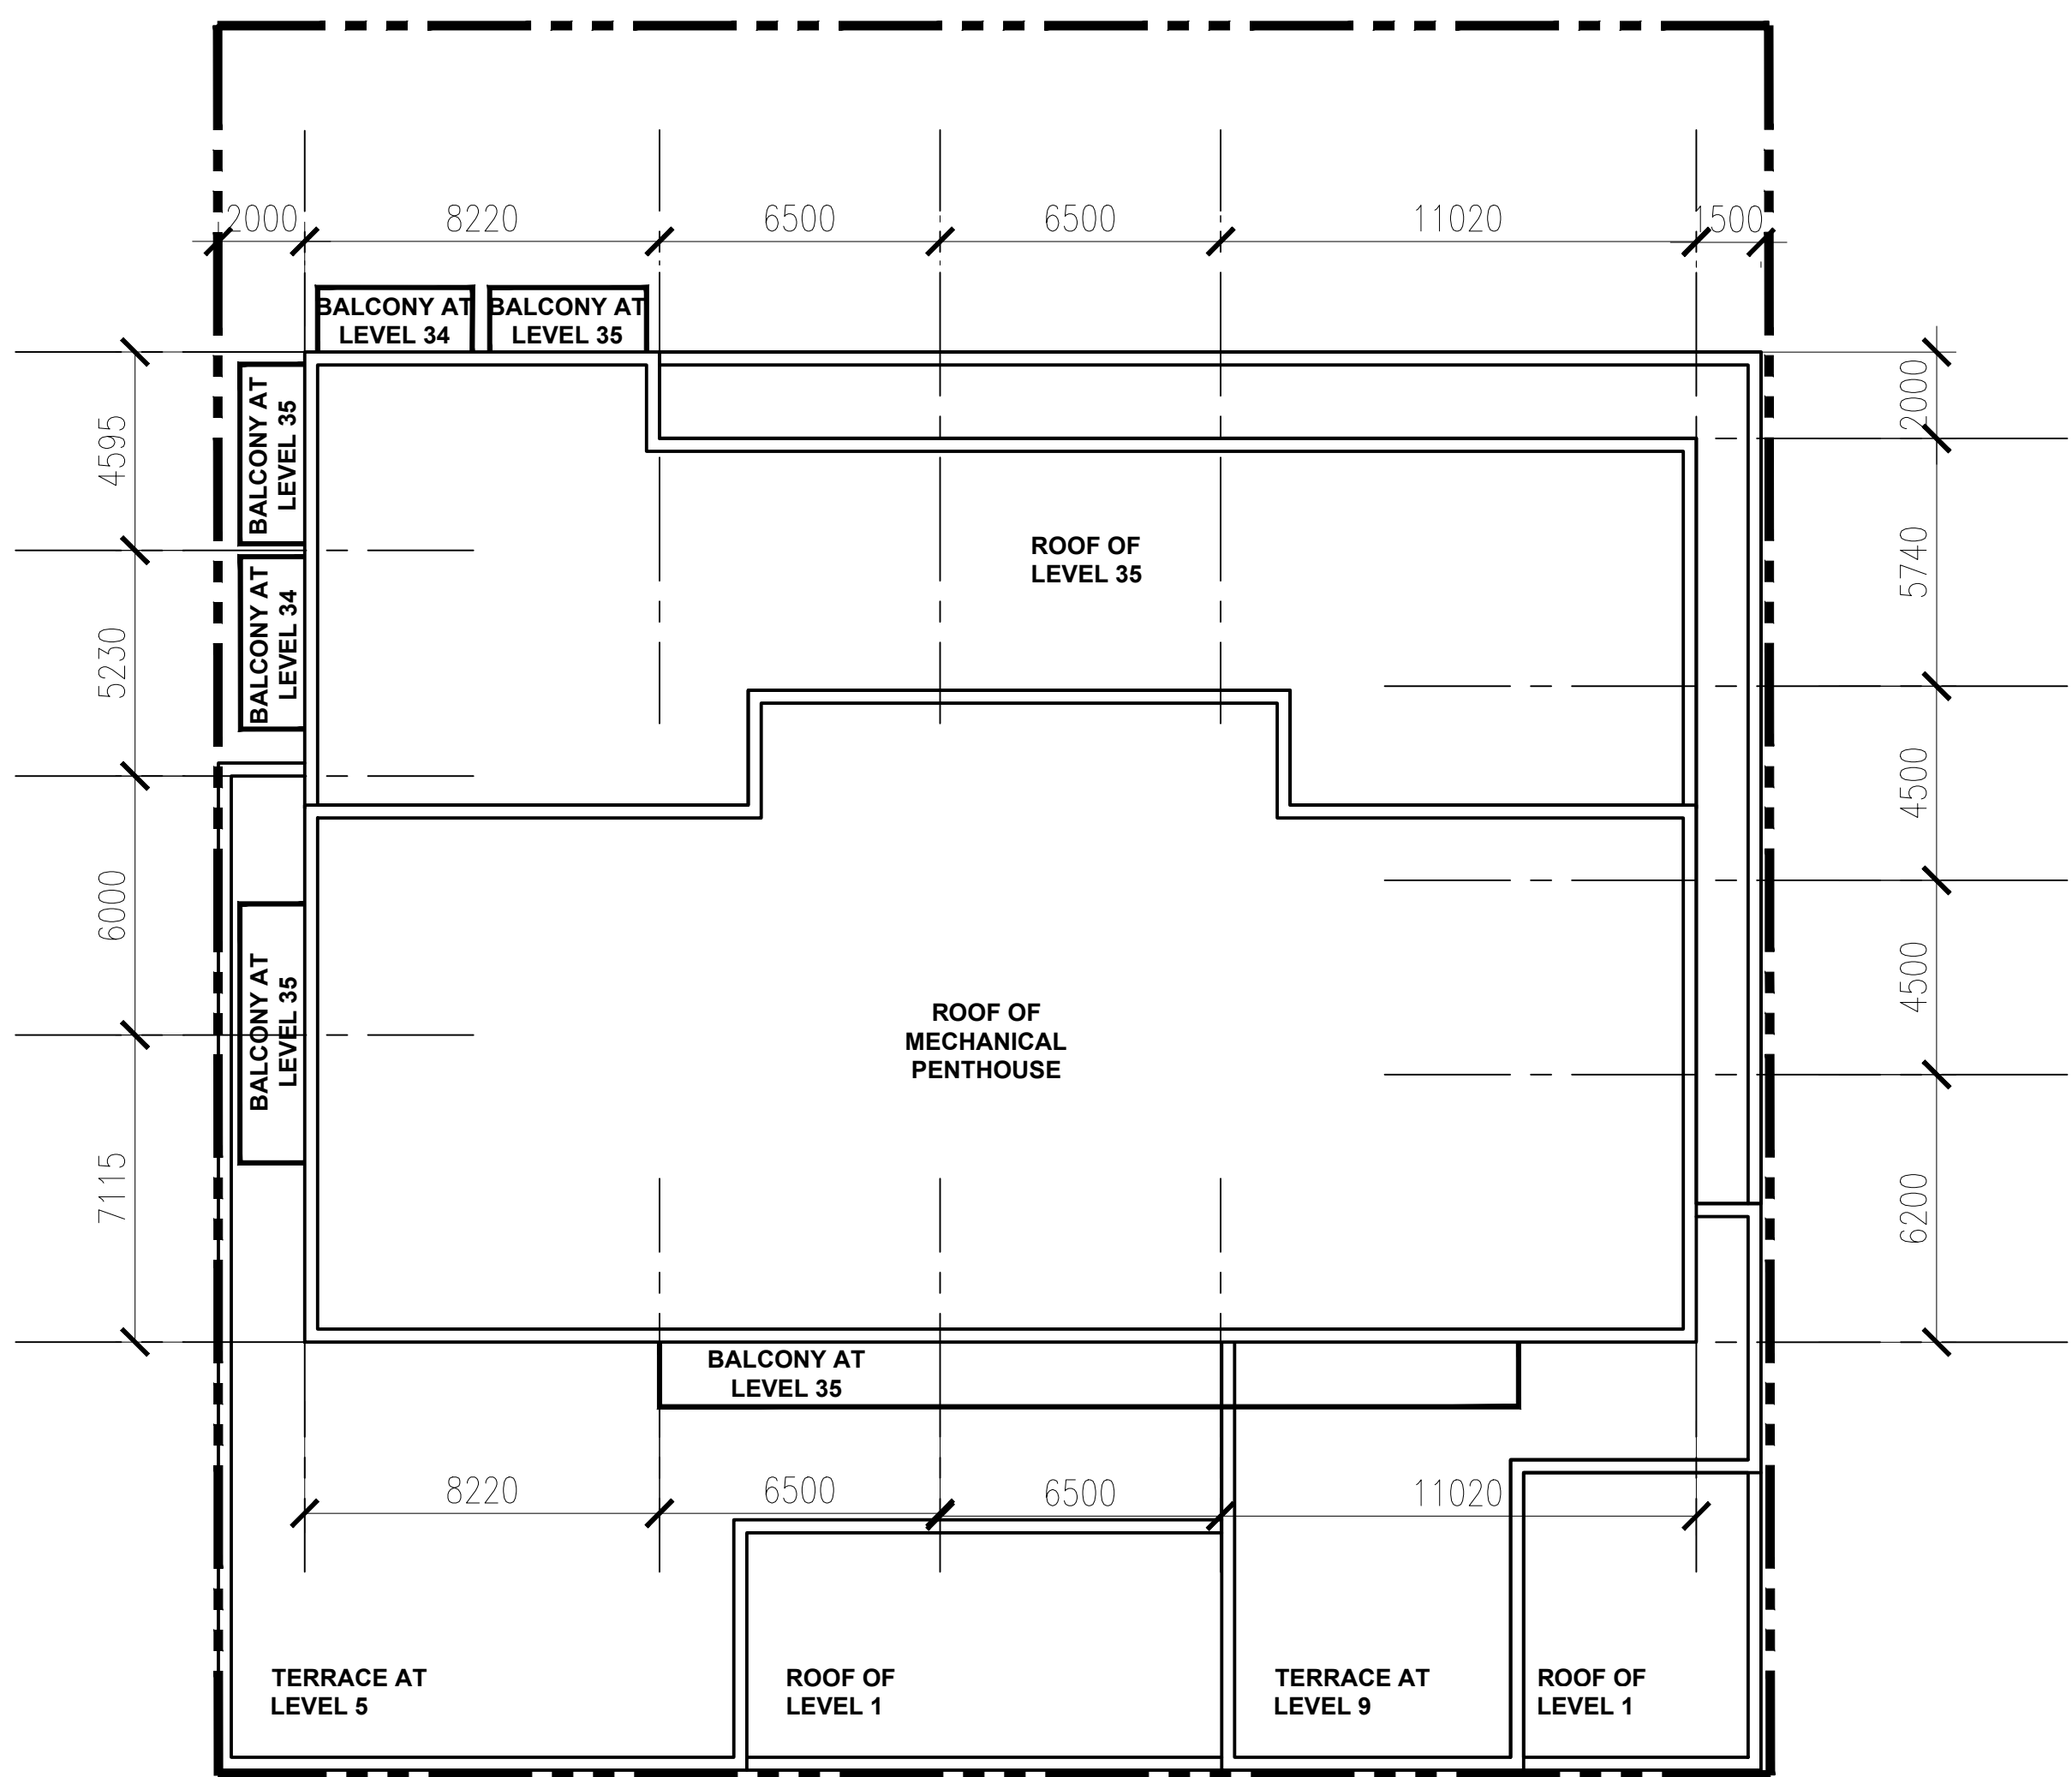 2000
8220
6500
6500
11020
1500
BALCONY AT
LEVEL 34
BALCONY AT
LEVEL 35
4595
5230
6000
7115
BALCONY AT
LEVEL 35
BALCONY AT
LEVEL 34
BALCONY AT
LEVEL 35
ROOF OF
LEVEL 35
ROOF OF
MECHANICAL
PENTHOUSE
2000
5740
4500
4500
6200
BALCONY AT
LEVEL 35
8220
6500
6500
11020
TERRACE AT
LEVEL 5
ROOF OF
LEVEL 1
TERRACE AT
LEVEL 9
ROOF OF
LEVEL 1